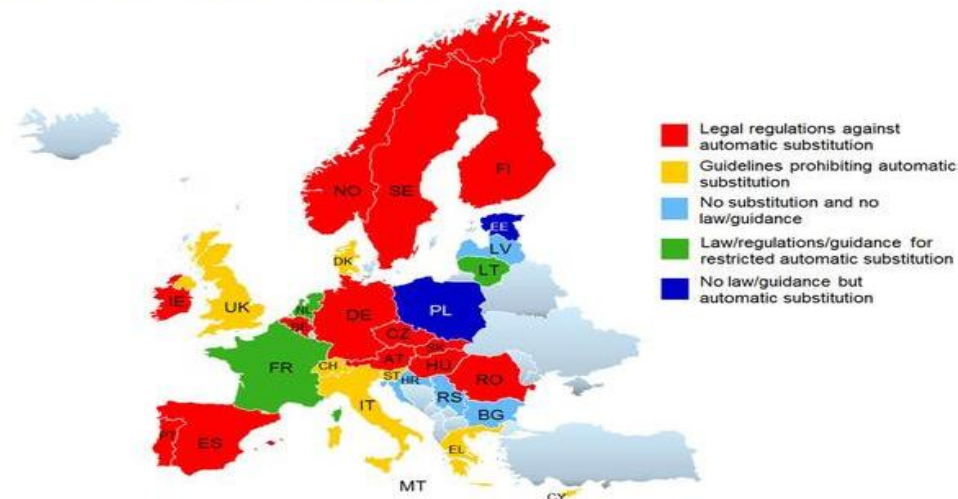 NO
SE
FI
EE
LV
LT
DK
IE
UK
NL
BE
DE
PL
CZ
SK
FR
CH
AT
HU
RO
ST
HR
IT
RS
BG
PT
ES
EL
MT
CY
Legal regulations against
automatic substitution
Guidelines prohibiting automatic
substitution
No substitution and no
law/guidance
Law/regulations/guidance for
restricted automatic substitution
No law/guidance but
automatic substitution